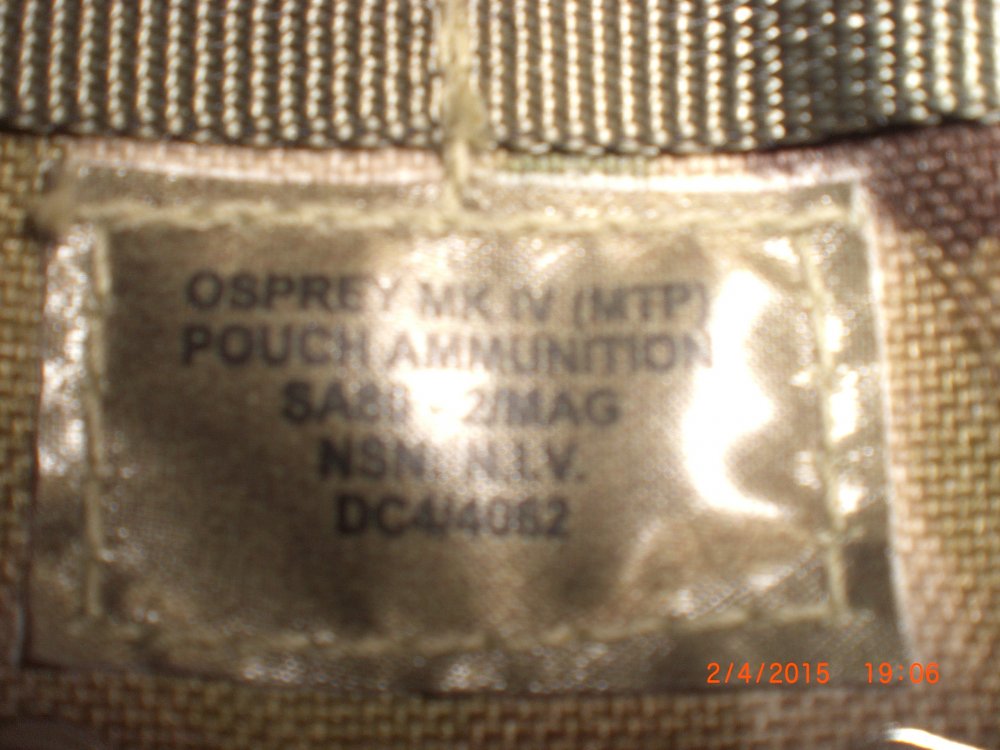 OSPREY MK IV (MTP)
POUCH AMMUNITION
SA80 - 2/MAG
NSN: N.I.V.
DC4/4062
2/4/2015 19:06